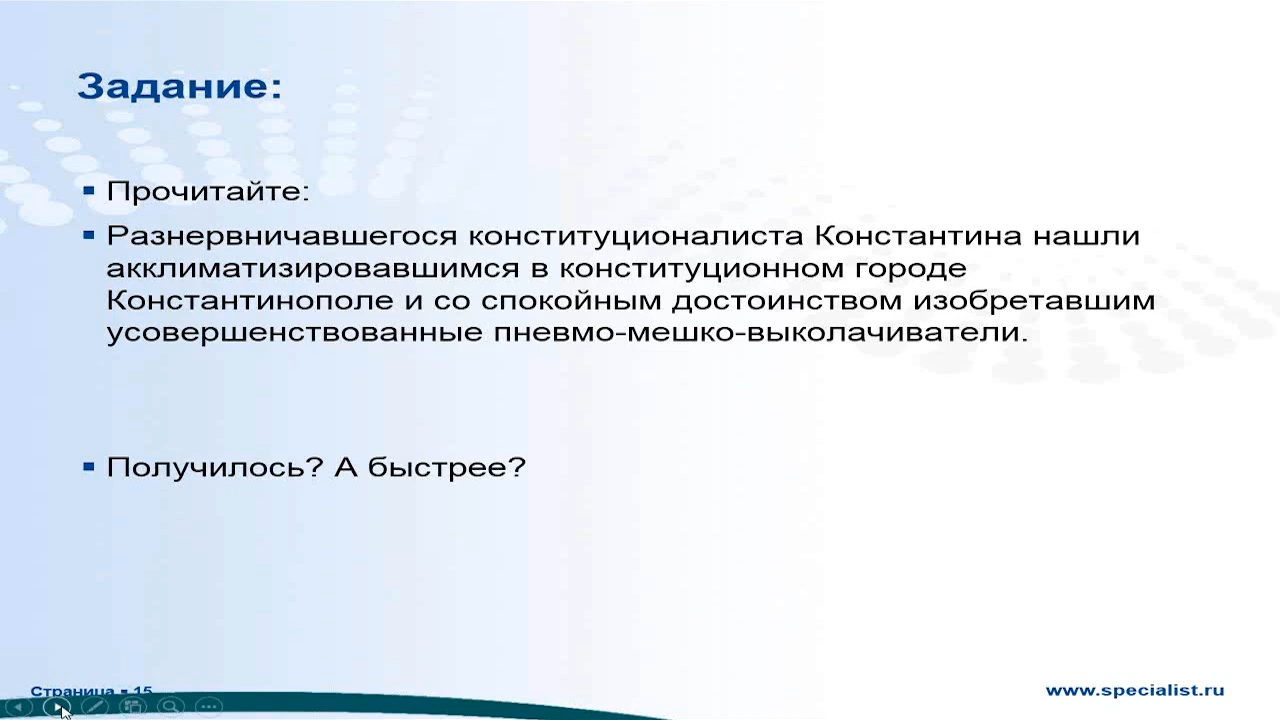 Задание:
Прочитайте:
Разнервничавшегося конституционалиста Константина нашли
акклиматизировавшимся в конституционном городе
Константинополе и со спокойным достоинством изобретавшим
усовершенствованные пневмо-мешко-выколачиватели.
Получилось? А быстрее?
Страница ▪ 15
www.specialist.ru